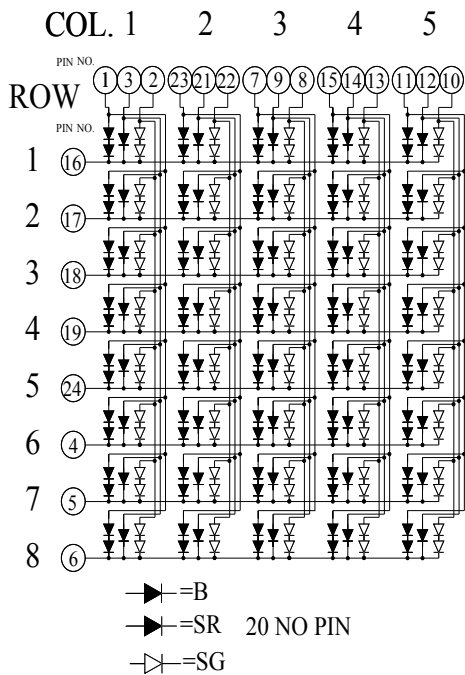 COL. 1 2 3 4 5
PIN NO. 1 3 2 23 21 22 7 9 8 15 14 13 11 12 10
ROW
PIN NO.
1 16
2 17
3 18
4 19
5 24
6 4
7 5
8 6
=B
=SR 20 NO PIN
=SG